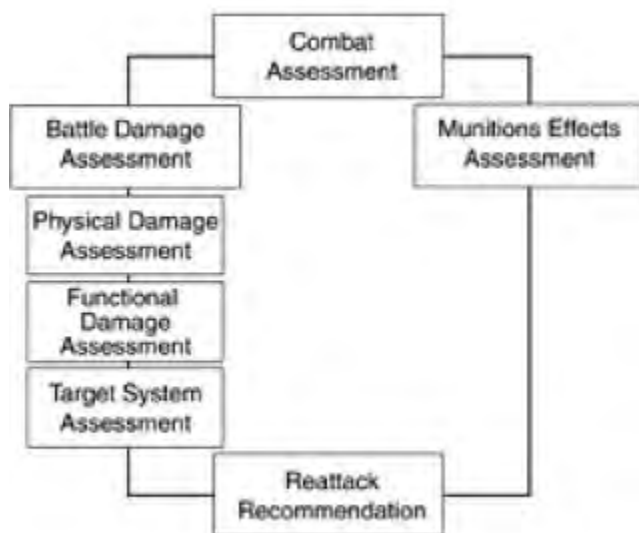 Combat
Assessment
Battle Damage
Assessment
Munitions Effects
Assessment
Physical Damage
Assessment
Functional
Damage
Assessment
Target System
Assessment
Reattack
Recommendation